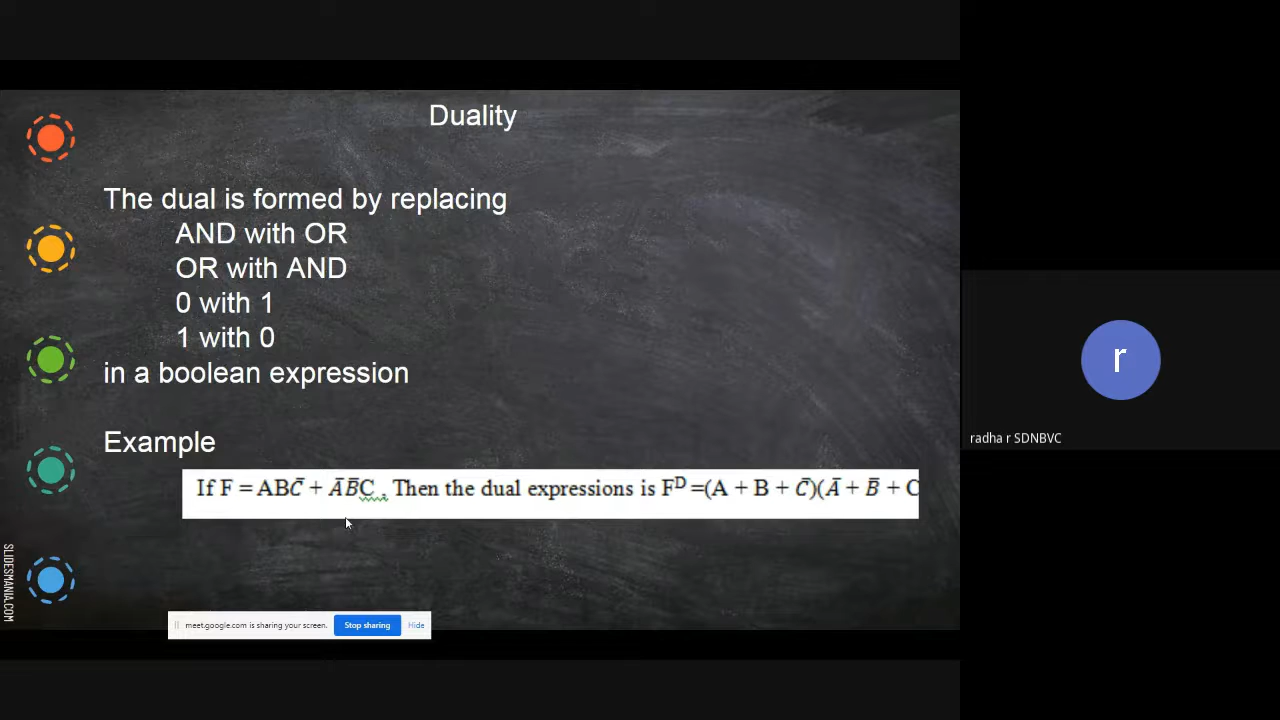 Duality
The dual is formed by replacing
AND with OR
OR with AND
0 with 1
1 with 0
in a boolean expression
Example
If F = ABC̄ + ĀB̄C , Then the dual expressions is Fᴰ =(A + B + C̄)(Ā + B̄ + C
SLIDESMANIA.COM
meet.google.com is sharing your screen. Stop sharing Hide
r
radha r SDNBVC